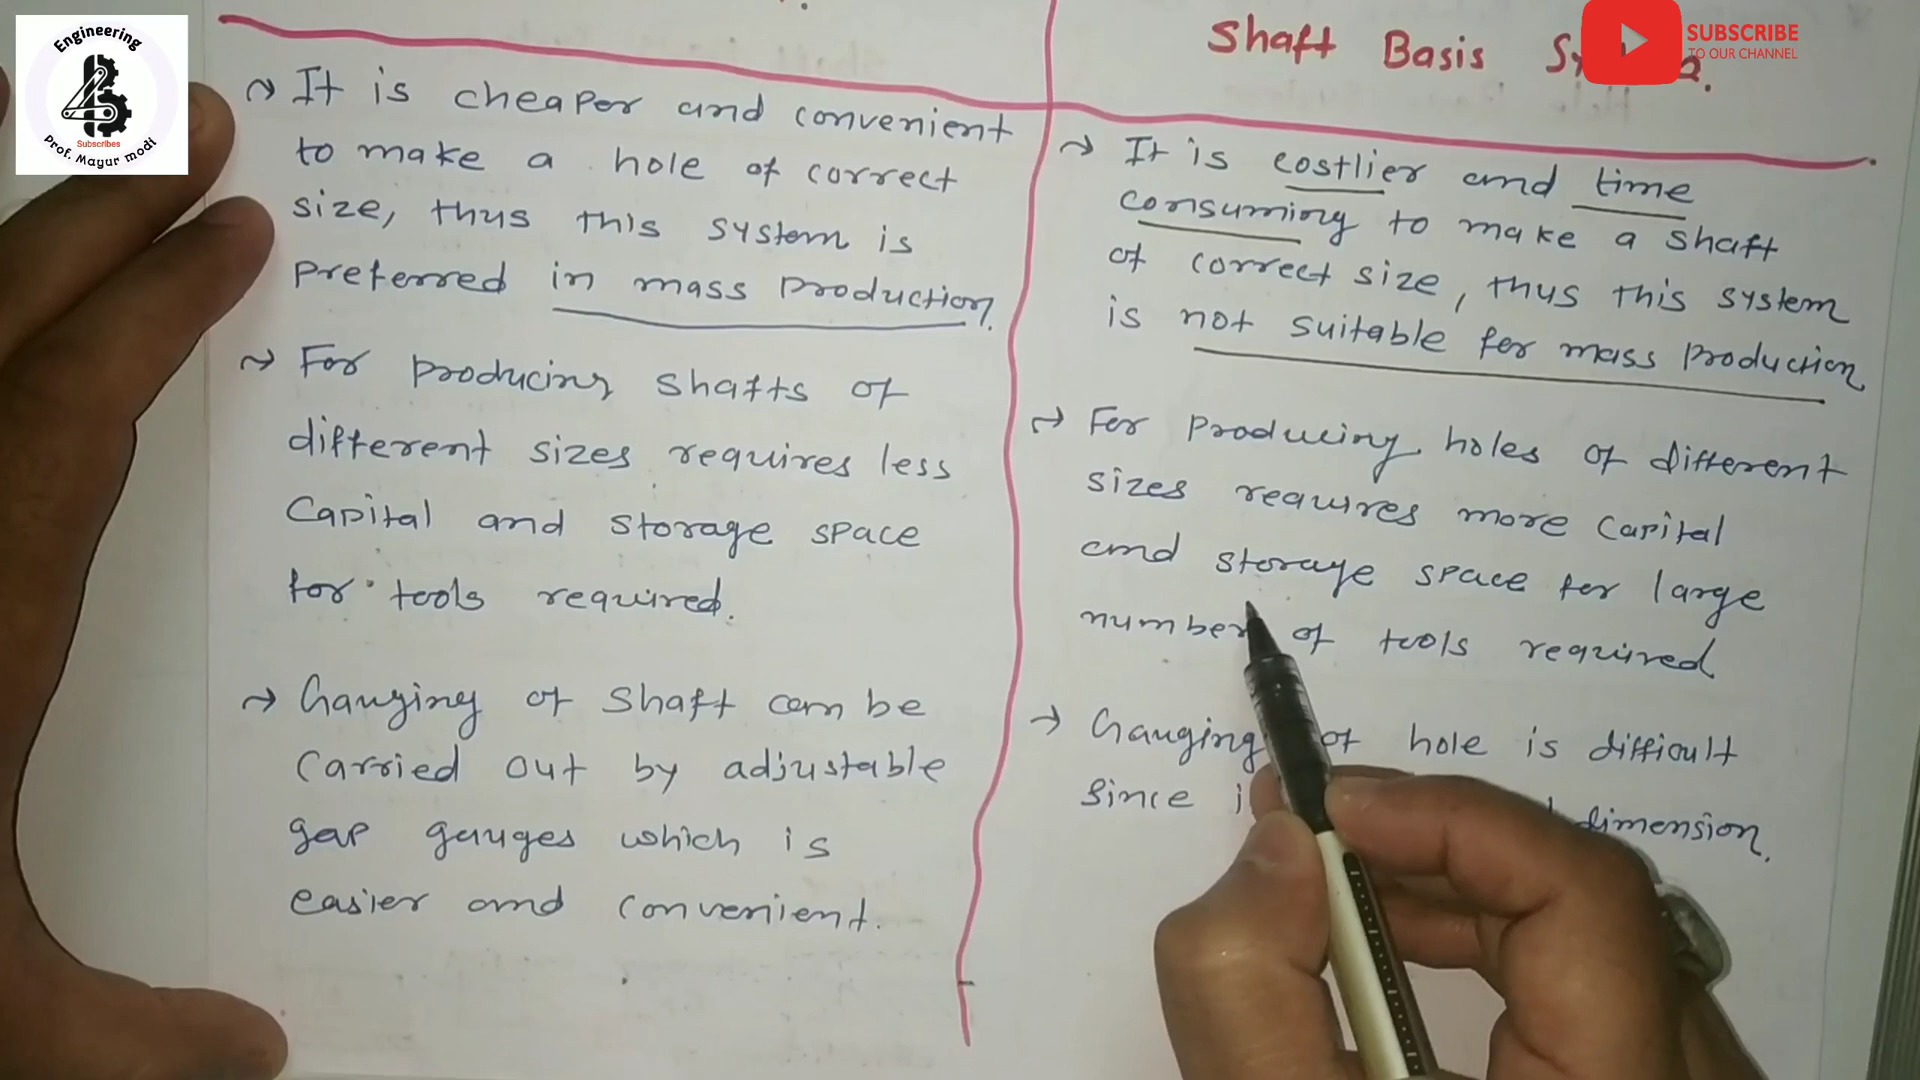 Engineering
Subscribes
Prof. Mayur modi
SUBSCRIBE
TO OUR CHANNEL
Shaft Basis
→ It is cheaper and convenient
to make a hole of correct
size, thus this system is
preferred in mass production.
→ For producing shafts of
different sizes requires less
Capital and storage space
for tools required.
→ Gauging of shaft can be
carried out by adjustable
gap gauges which is
easier and convenient.
→ It is costlier and time
consuming to make a shaft
of correct size, thus this system
is not suitable for mass production
→ For producing holes of different
sizes requires more capital
and storage space for large
number of tools required
→ Gauging of hole is difficult
Since dimension.